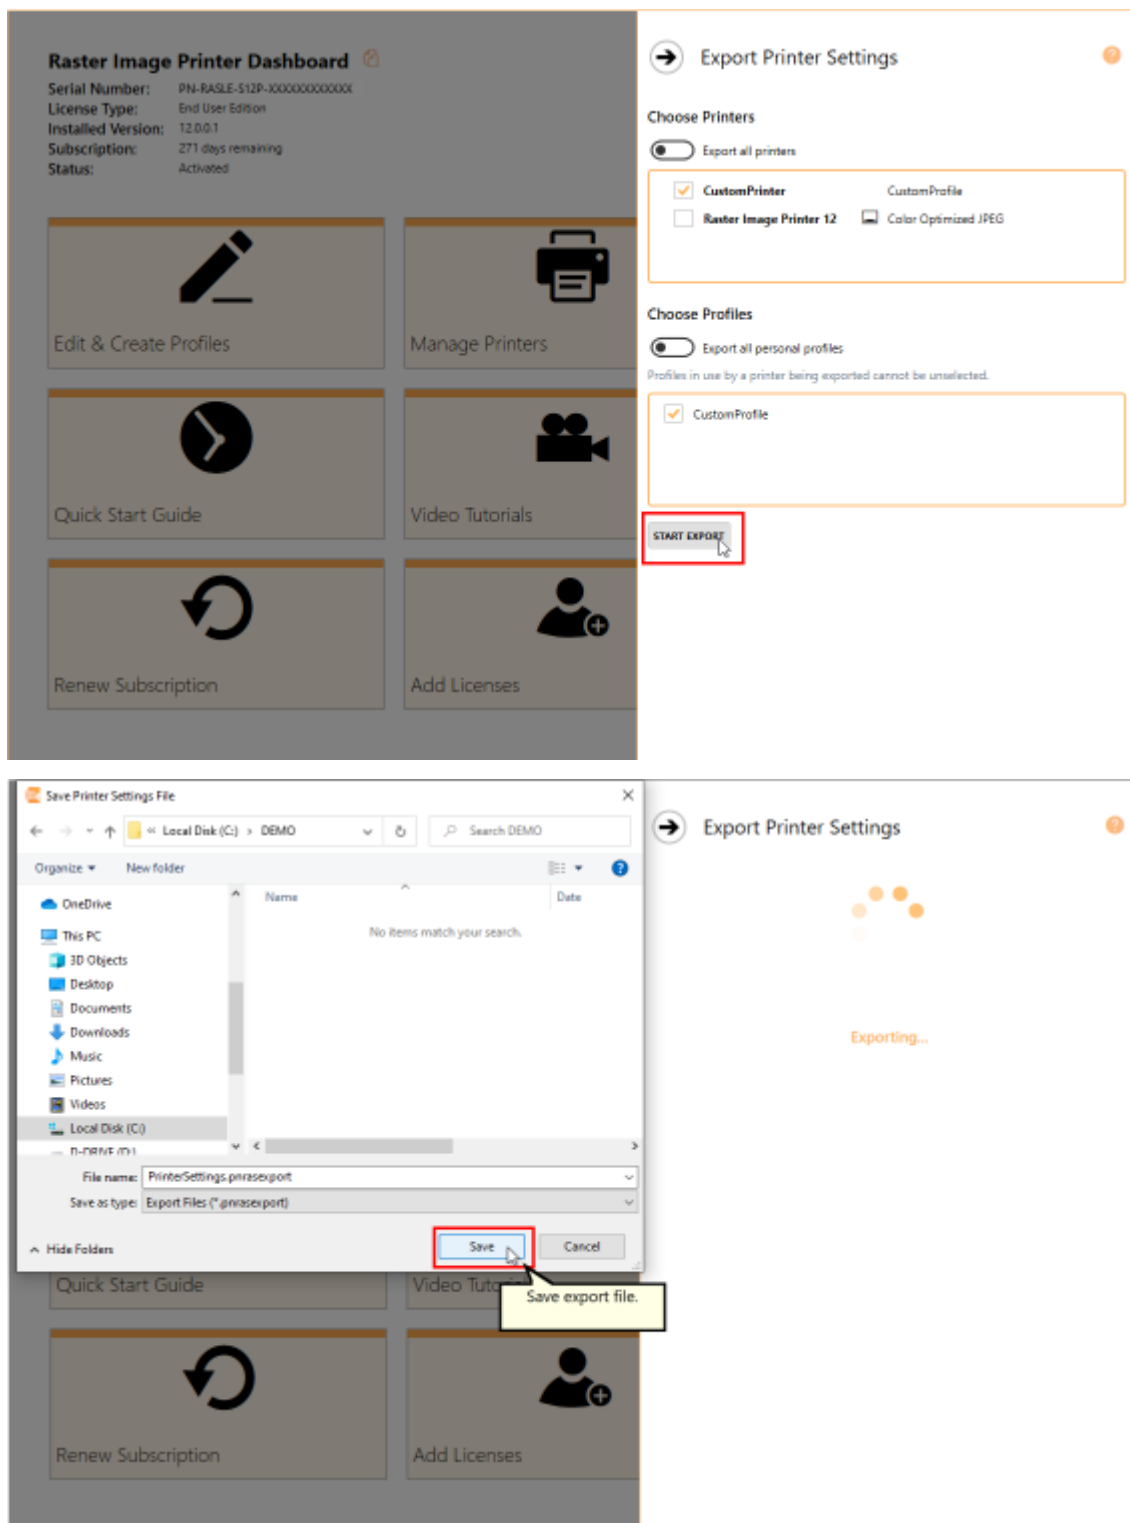 Raster Image Printer Dashboard
Serial Number: PN-RASLE-S12P-XXXXXXXXXXXX
License Type: End User Edition
Installed Version: 12.0.0.1
Subscription: 271 days remaining
Status: Activated
Edit & Create Profiles
Manage Printers
Quick Start Guide
Video Tutorials
Renew Subscription
Add Licenses
Export Printer Settings
?
Choose Printers
Export all printers
CustomPrinter CustomProfile
Raster Image Printer 12 Color Optimized JPEG
Choose Profiles
Export all personal profiles
Profiles in use by a printer being exported cannot be unselected.
CustomProfile
START EXPORT
Save Printer Settings File
« Local Disk (C:) > DEMO
Search DEMO
Organize
New folder
?
OneDrive
This PC
3D Objects
Desktop
Documents
Downloads
Music
Pictures
Videos
Local Disk (C:)
D-DRIVE (D:)
Name Date
No items match your search.
File name: PrinterSettings.pnrasexport
Save as type: Export Files (*.pnrasexport)
Hide Folders
Save
Cancel
Save export file.
Quick Start Guide
Video Tuto
Renew Subscription
Add Licenses
Export Printer Settings
?
Exporting...